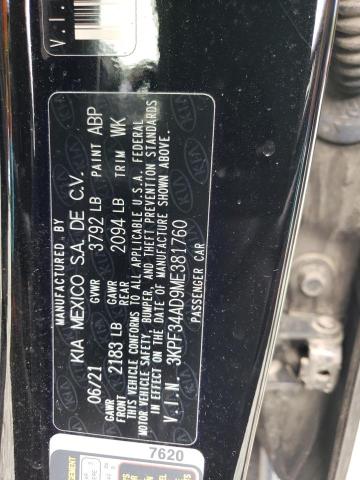 V.I.
MANUFACTURED BY
KIA MEXICO S.A. DE C.V.
06/21 GVWR 3792 LB PAINT ABP
GAWR FRONT 2183 LB GAWR REAR 2094 LB TRIM WK
THIS VEHICLE CONFORMS TO ALL APPLICABLE U.S.A. FEDERAL
MOTOR VEHICLE SAFETY, BUMPER, AND THEFT PREVENTION STANDARDS
IN EFFECT ON THE DATE OF MANUFACTURE SHOWN ABOVE.
V.I.N. 3KPF34AD9ME381760
PASSENGER CAR
7620